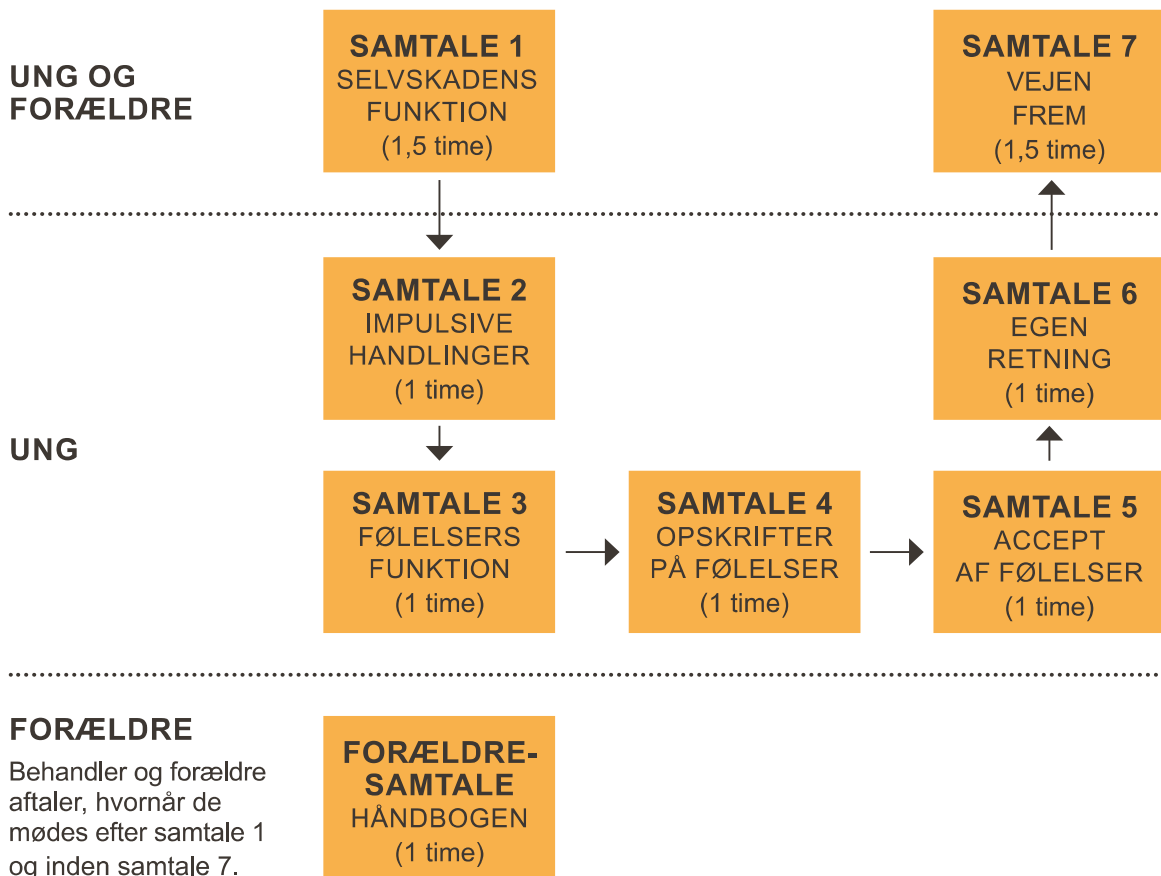 UNG OG
FORÆLDRE
SAMTALE 1
SELVSKADENS
FUNKTION
(1,5 time)
SAMTALE 7
VEJEN
FREM
(1,5 time)
UNG
SAMTALE 2
IMPULSIVE
HANDLINGER
(1 time)
SAMTALE 6
EGEN
RETNING
(1 time)
SAMTALE 3
FØLELSERS
FUNKTION
(1 time)
SAMTALE 4
OPSKRIFTER
PÅ FØLELSER
(1 time)
SAMTALE 5
ACCEPT
AF FØLELSER
(1 time)
FORÆLDRE
Behandler og forældre
aftaler, hvornår de
mødes efter samtale 1
og inden samtale 7.
FORÆLDRE-
SAMTALE
HÅNDBOGEN
(1 time)